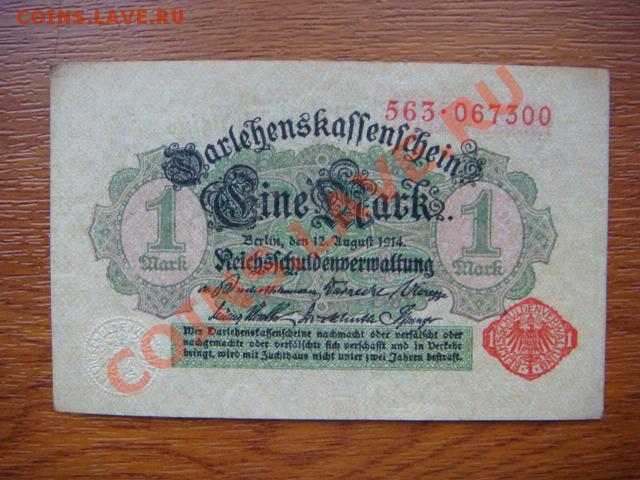 COINS.LAVE.RU
563·067300
Darlehenskassenschein
Eine Mark.
1 Mark
1 Mark
Berlin, den 12. August 1914.
Reichsschuldenverwaltung
Wer Darlehenskassenscheine nachmacht oder verfälscht oder
nachgemachte oder verfälschte sich verschafft und in Verkehr
bringt, wird mit Zuchthaus nicht unter zwei Jahren bestraft.
1 1
COINS.LAVE.RU